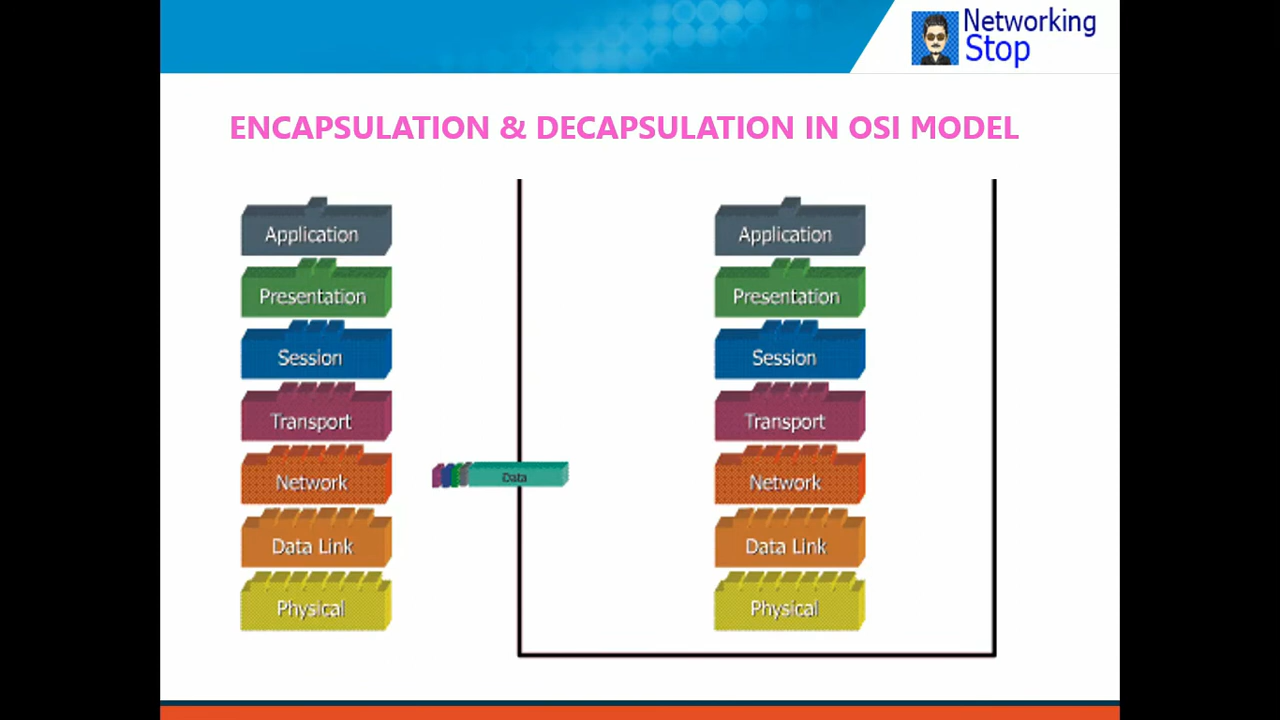 Networking
Stop
ENCAPSULATION & DECAPSULATION IN OSI MODEL
Application
Presentation
Session
Transport
Network
Data Link
Physical
Data
Application
Presentation
Session
Transport
Network
Data Link
Physical